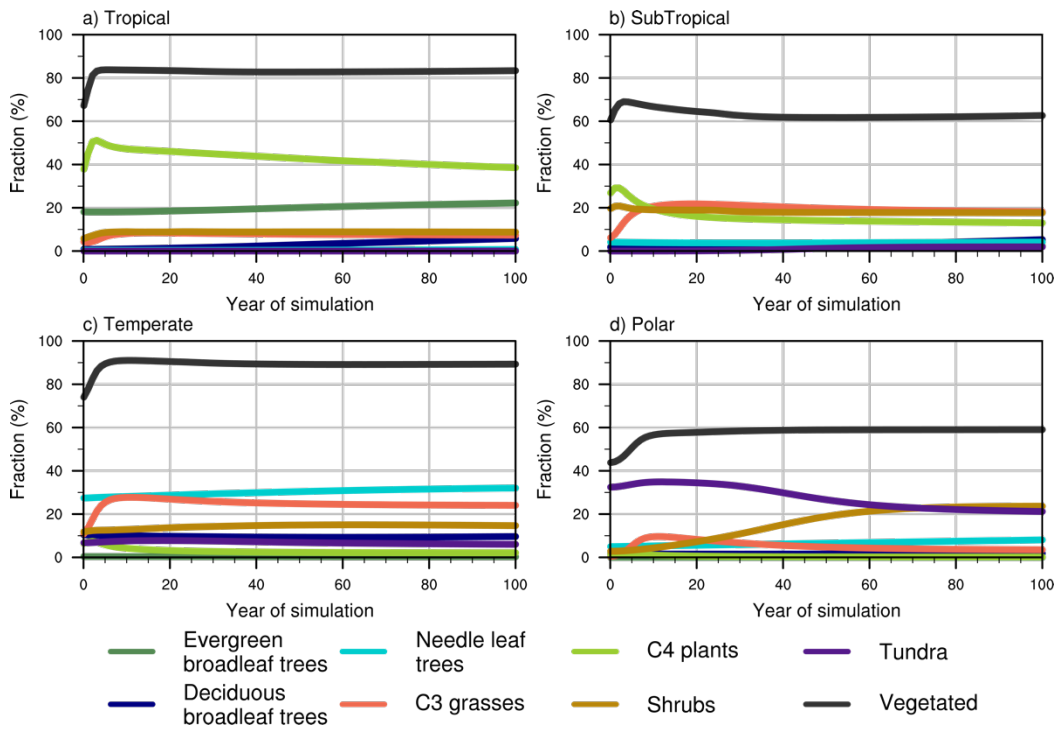 a) Tropical
b) SubTropical
100
80
60
40
20
0
Fraction (%)
0 20 40 60 80 100
Year of simulation
100
80
60
40
20
0
Fraction (%)
0 20 40 60 80 100
Year of simulation
c) Temperate
d) Polar
100
80
60
40
20
0
Fraction (%)
0 20 40 60 80 100
Year of simulation
100
80
60
40
20
0
Fraction (%)
0 20 40 60 80 100
Year of simulation
Evergreen
broadleaf trees
Needle leaf
trees
C4 plants
Tundra
Deciduous
broadleaf trees
C3 grasses
Shrubs
Vegetated